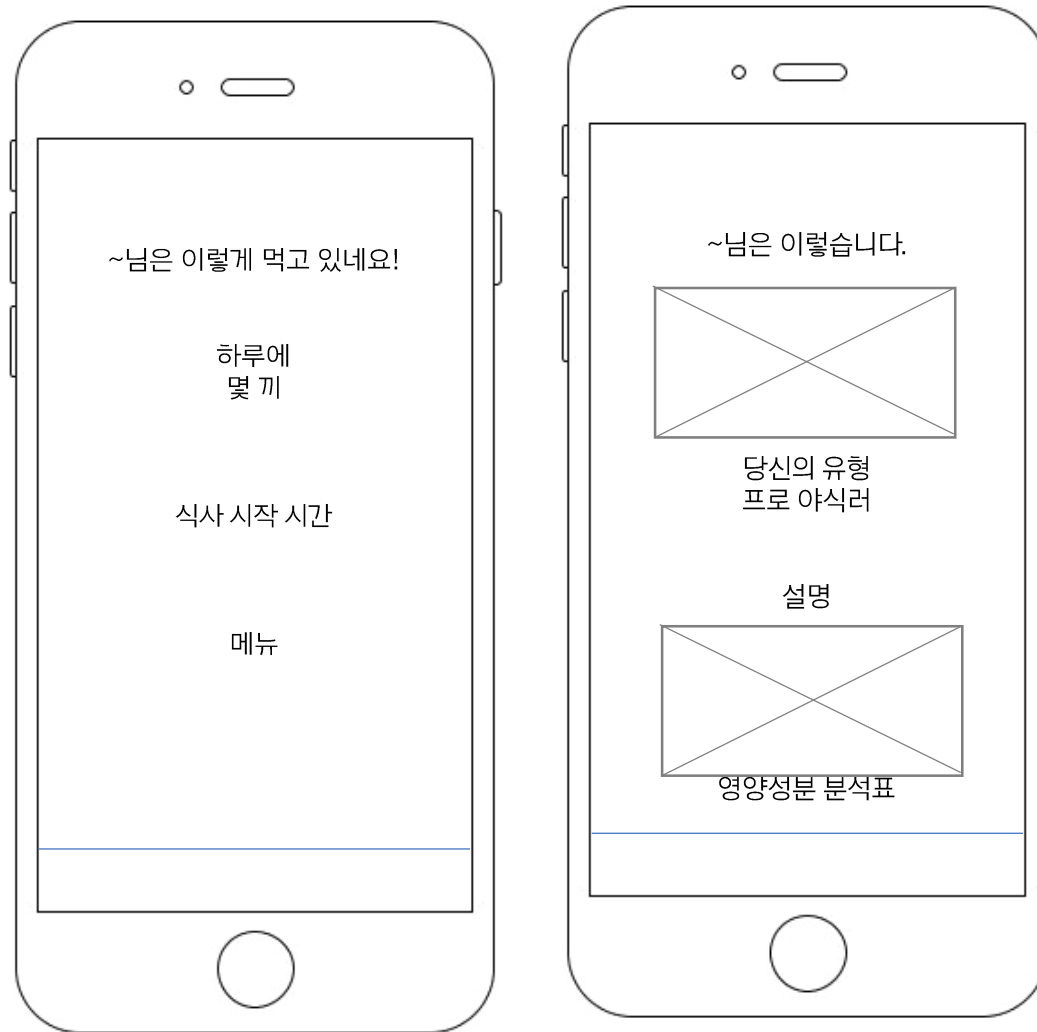 ~님은 이렇게 먹고 있네요!
하루에
몇 끼
식사 시작 시간
메뉴
~님은 이렇습니다.
당신의 유형
프로 야식러
설명
영양성분 분석표